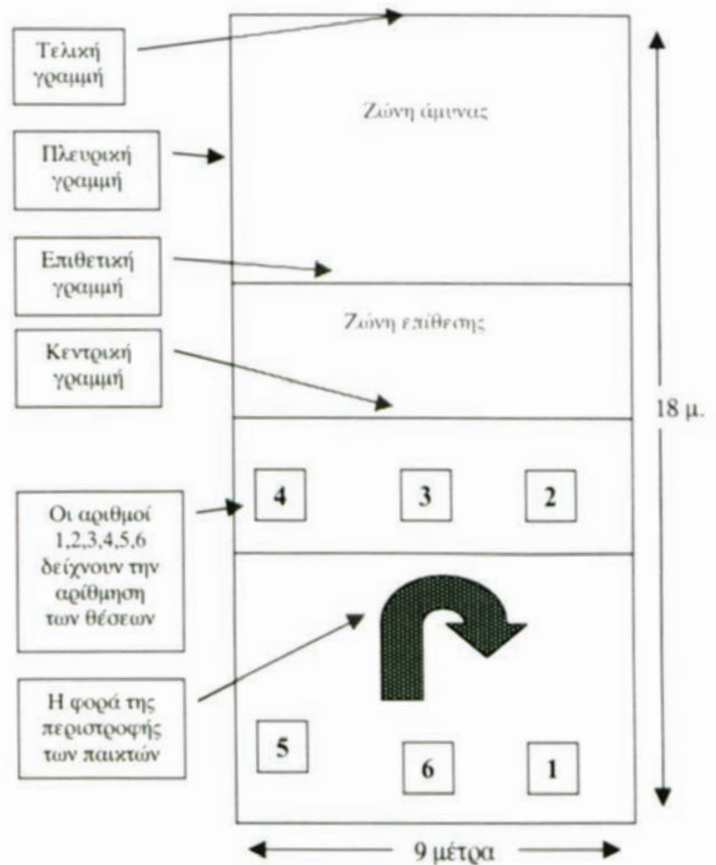 Τελική
γραμμή
Ζώνη άμυνας
Πλευρική
γραμμή
Επιθετική
γραμμή
Ζώνη επίθεσης
Κεντρική
γραμμή
18 μ.
4
3
2
Οι αριθμοί
1,2,3,4,5,6
δείχνουν την
αρίθμηση
των θέσεων
Η φορά της
περιστροφής
των παικτών
5
6
1
9 μέτρα